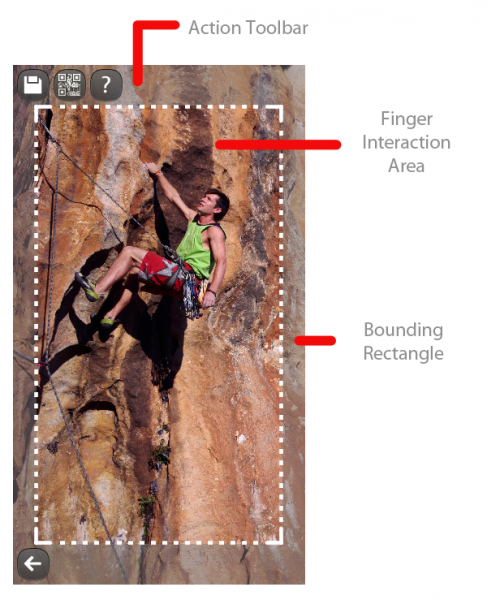 Action Toolbar
?
Finger
Interaction
Area
Bounding
Rectangle